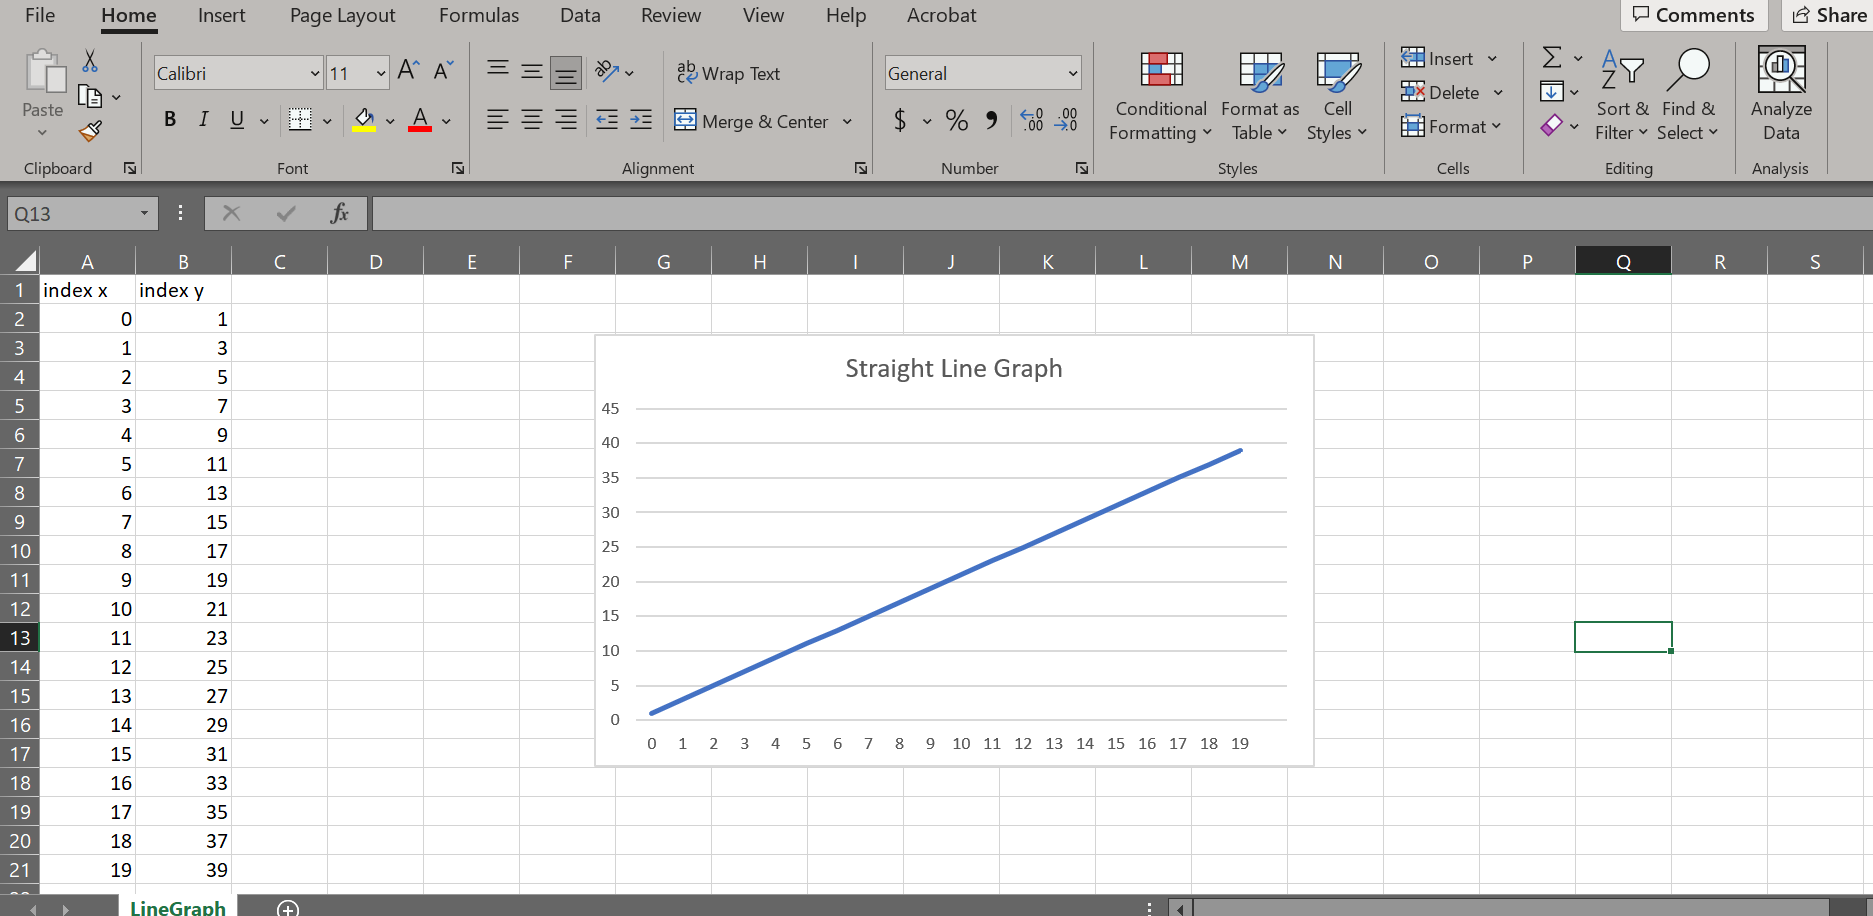 File Home Insert Page Layout Formulas Data Review View Help Acrobat Comments Share
Calibri 11 A A ab Wrap Text General Insert
Paste Conditional Formatting Format as Table Cell Styles Delete Sort & Filter Find & Select Analyze Data
B I U A Merge & Center $ % , .00 .0 Format
Clipboard Font Alignment Number Styles Cells Editing Analysis
Q13 fx
A B C D E F G H I J K L M N O P Q R S
1 index x index y
2 0 1
3 1 3
4 2 5
5 3 7
6 4 9
7 5 11
8 6 13
9 7 15
10 8 17
11 9 19
12 10 21
13 11 23
14 12 25
15 13 27
16 14 29
17 15 31
18 16 33
19 17 35
20 18 37
21 19 39
Straight Line Graph
45
40
35
30
25
20
15
10
5
0
0 1 2 3 4 5 6 7 8 9 10 11 12 13 14 15 16 17 18 19
LineGraph